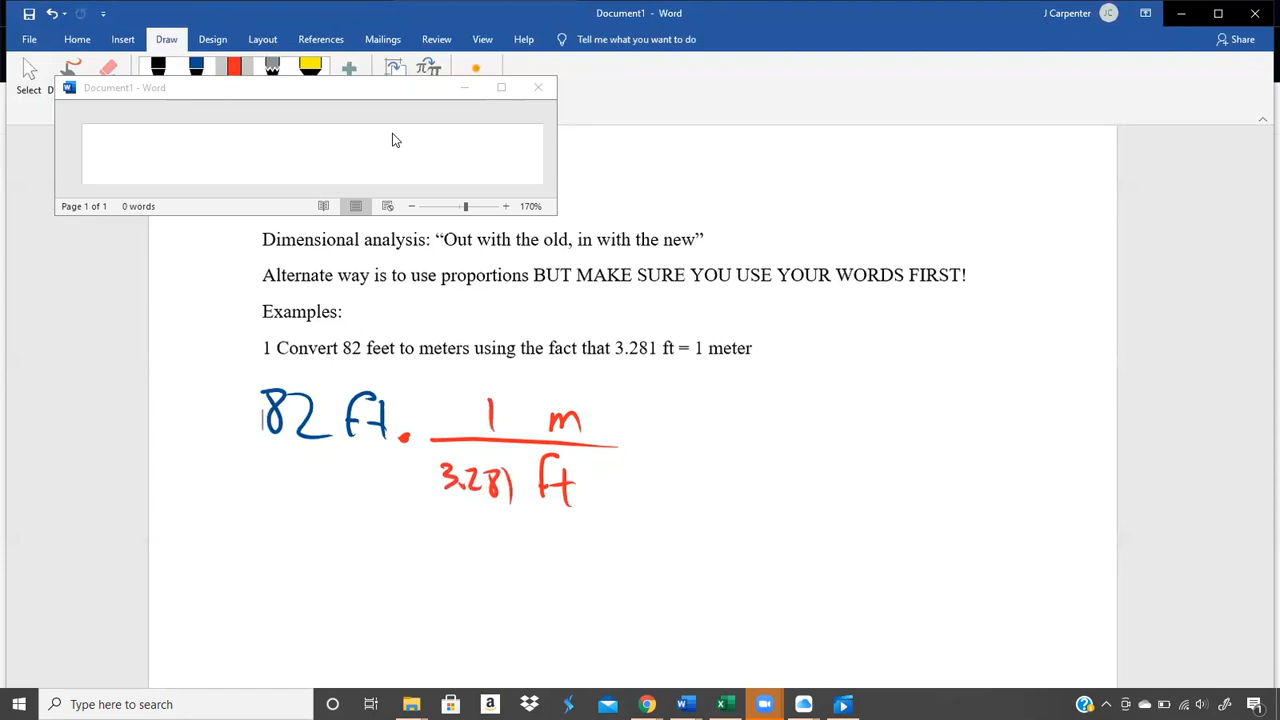 Document1 - Word
J Carpenter
JC
File Home Insert Draw Design Layout References Mailings Review View Help Tell me what you want to do Share
Select
Document1 - Word
Page 1 of 1 0 words 170%
Dimensional analysis: “Out with the old, in with the new”
Alternate way is to use proportions BUT MAKE SURE YOU USE YOUR WORDS FIRST!
Examples:
1 Convert 82 feet to meters using the fact that 3.281 ft = 1 meter
82 ft . 1 m
3.281 ft
Type here to search